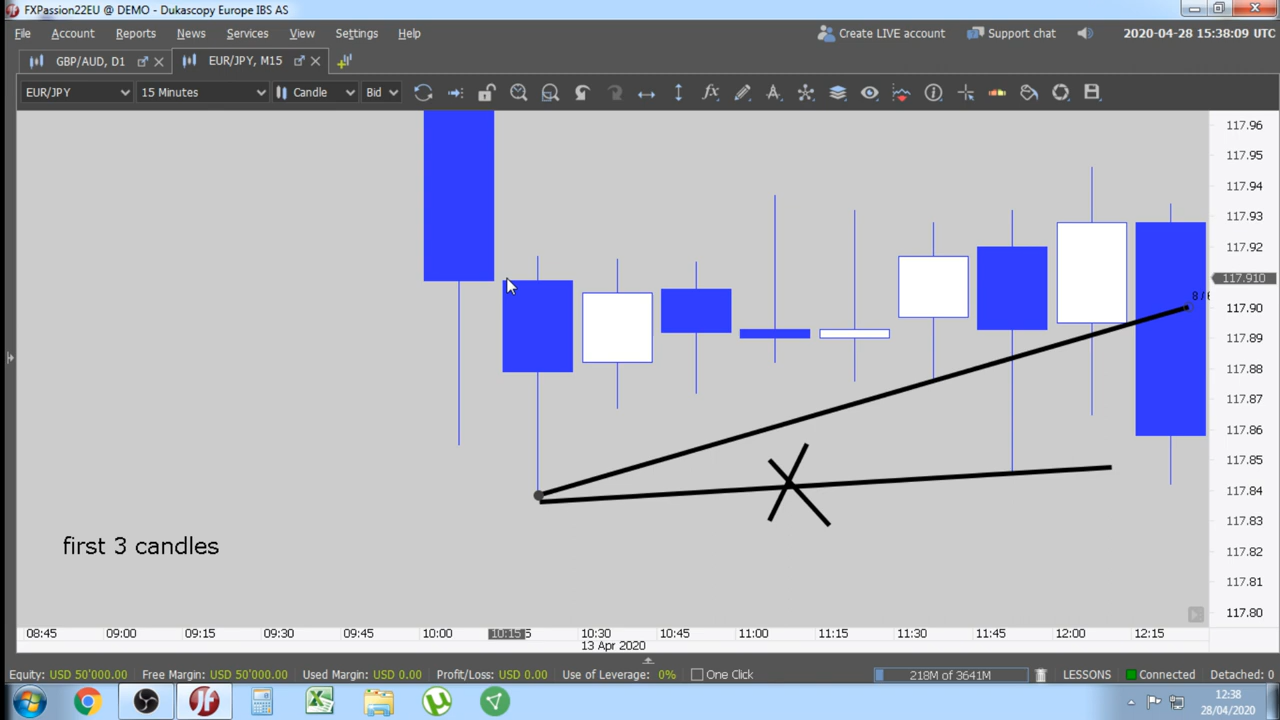 FXPassion22EU @ DEMO - Dukascopy Europe IBS AS
File Account Reports News Services View Settings Help
Create LIVE account Support chat 2020-04-28 15:38:09 UTC
GBP/AUD, D1 EUR/JPY, M15
EUR/JPY 15 Minutes Candle Bid
117.96
117.95
117.94
117.93
117.92
117.910
8 /
117.90
117.89
117.88
117.87
117.86
117.85
117.84
117.83
117.82
117.81
117.80
first 3 candles
08:45 09:00 09:15 09:30 09:45 10:00 10:15 10:30 10:45 11:00 11:15 11:30 11:45 12:00 12:15
13 Apr 2020
Equity: USD 50'000.00 Free Margin: USD 50'000.00 Used Margin: USD 0.00 Profit/Loss: USD 0.00 Use of Leverage: 0% One Click 218M of 3641M LESSONS Connected Detached: 0
12:38
28/04/2020